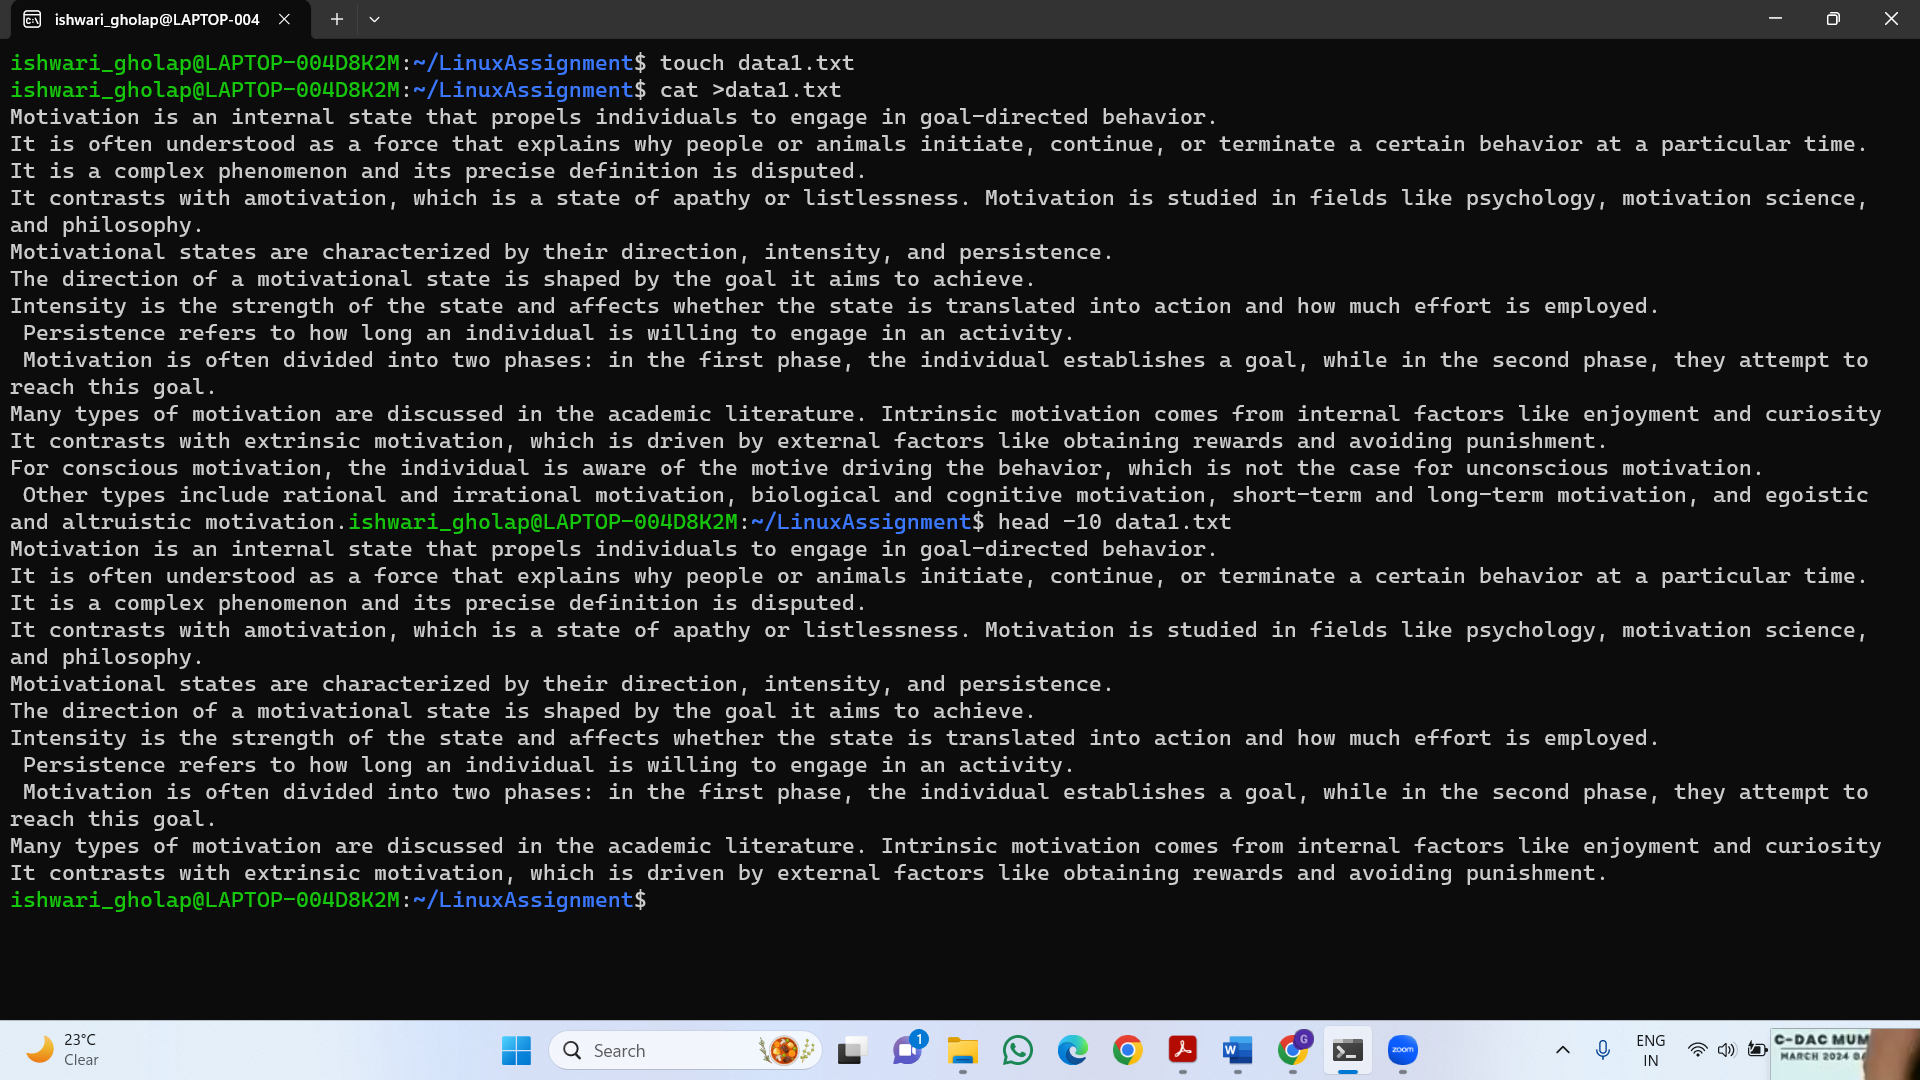 ishwari_gholap@LAPTOP-004
ishwari_gholap@LAPTOP-004D8K2M:~/LinuxAssignment$ touch data1.txt
ishwari_gholap@LAPTOP-004D8K2M:~/LinuxAssignment$ cat >data1.txt
Motivation is an internal state that propels individuals to engage in goal-directed behavior.
It is often understood as a force that explains why people or animals initiate, continue, or terminate a certain behavior at a particular time.
It is a complex phenomenon and its precise definition is disputed.
It contrasts with amotivation, which is a state of apathy or listlessness. Motivation is studied in fields like psychology, motivation science,
and philosophy.
Motivational states are characterized by their direction, intensity, and persistence.
The direction of a motivational state is shaped by the goal it aims to achieve.
Intensity is the strength of the state and affects whether the state is translated into action and how much effort is employed.
 Persistence refers to how long an individual is willing to engage in an activity.
 Motivation is often divided into two phases: in the first phase, the individual establishes a goal, while in the second phase, they attempt to
reach this goal.
Many types of motivation are discussed in the academic literature. Intrinsic motivation comes from internal factors like enjoyment and curiosity
It contrasts with extrinsic motivation, which is driven by external factors like obtaining rewards and avoiding punishment.
For conscious motivation, the individual is aware of the motive driving the behavior, which is not the case for unconscious motivation.
 Other types include rational and irrational motivation, biological and cognitive motivation, short-term and long-term motivation, and egoistic
and altruistic motivation.ishwari_gholap@LAPTOP-004D8K2M:~/LinuxAssignment$ head -10 data1.txt
Motivation is an internal state that propels individuals to engage in goal-directed behavior.
It is often understood as a force that explains why people or animals initiate, continue, or terminate a certain behavior at a particular time.
It is a complex phenomenon and its precise definition is disputed.
It contrasts with amotivation, which is a state of apathy or listlessness. Motivation is studied in fields like psychology, motivation science,
and philosophy.
Motivational states are characterized by their direction, intensity, and persistence.
The direction of a motivational state is shaped by the goal it aims to achieve.
Intensity is the strength of the state and affects whether the state is translated into action and how much effort is employed.
 Persistence refers to how long an individual is willing to engage in an activity.
 Motivation is often divided into two phases: in the first phase, the individual establishes a goal, while in the second phase, they attempt to
reach this goal.
Many types of motivation are discussed in the academic literature. Intrinsic motivation comes from internal factors like enjoyment and curiosity
It contrasts with extrinsic motivation, which is driven by external factors like obtaining rewards and avoiding punishment.
ishwari_gholap@LAPTOP-004D8K2M:~/LinuxAssignment$
23°C
Clear
Search
1
W
G
zoom
ENG
IN
C-DAC MUM
MARCH 2024